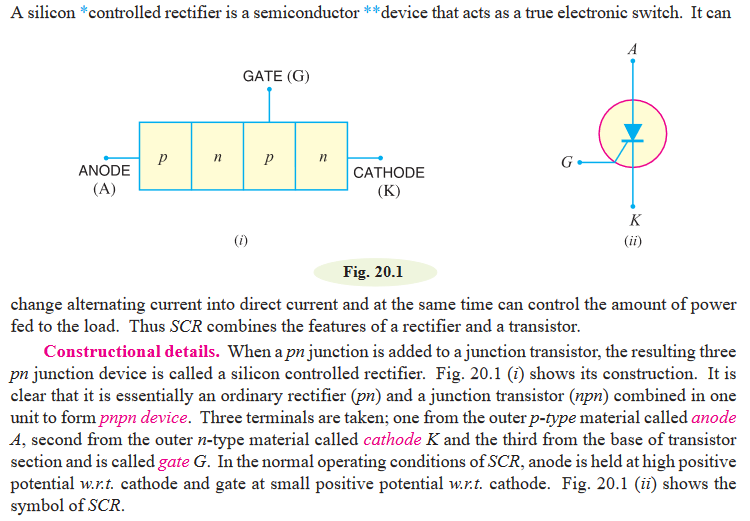 A silicon *controlled rectifier is a semiconductor **device that acts as a true electronic switch. It can
GATE (G)
p n p n
ANODE
(A)
CATHODE
(K)
(i)
A
G
K
(ii)
Fig. 20.1
change alternating current into direct current and at the same time can control the amount of power
fed to the load. Thus SCR combines the features of a rectifier and a transistor.
Constructional details. When a pn junction is added to a junction transistor, the resulting three
pn junction device is called a silicon controlled rectifier. Fig. 20.1 (i) shows its construction. It is
clear that it is essentially an ordinary rectifier (pn) and a junction transistor (npn) combined in one
unit to form pnpn device. Three terminals are taken; one from the outer p-type material called anode
A, second from the outer n-type material called cathode K and the third from the base of transistor
section and is called gate G. In the normal operating conditions of SCR, anode is held at high positive
potential w.r.t. cathode and gate at small positive potential w.r.t. cathode. Fig. 20.1 (ii) shows the
symbol of SCR.